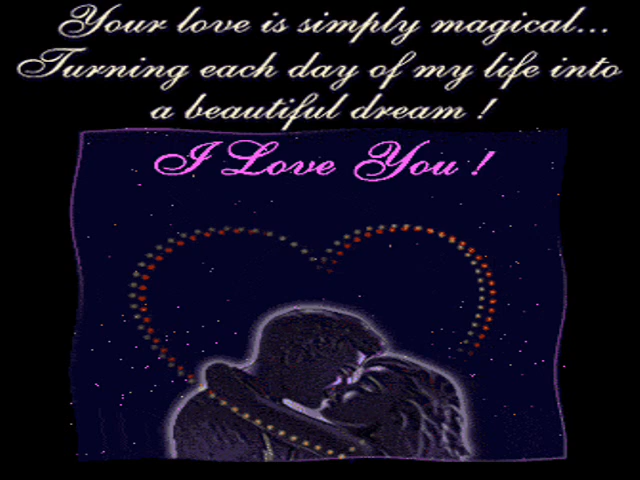 Your love is simply magical...
Turning each day of my life into
a beautiful dream !
I Love You !